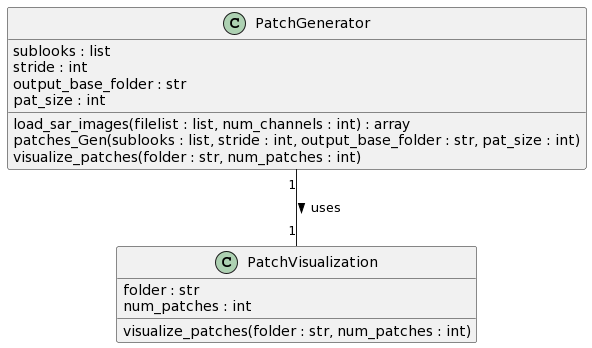 C PatchGenerator
sublooks : list
stride : int
output_base_folder : str
pat_size : int
load_sar_images(filelist : list, num_channels : int) : array
patches_Gen(sublooks : list, stride : int, output_base_folder : str, pat_size : int)
visualize_patches(folder : str, num_patches : int)
1
uses
1
C PatchVisualization
folder : str
num_patches : int
visualize_patches(folder : str, num_patches : int)